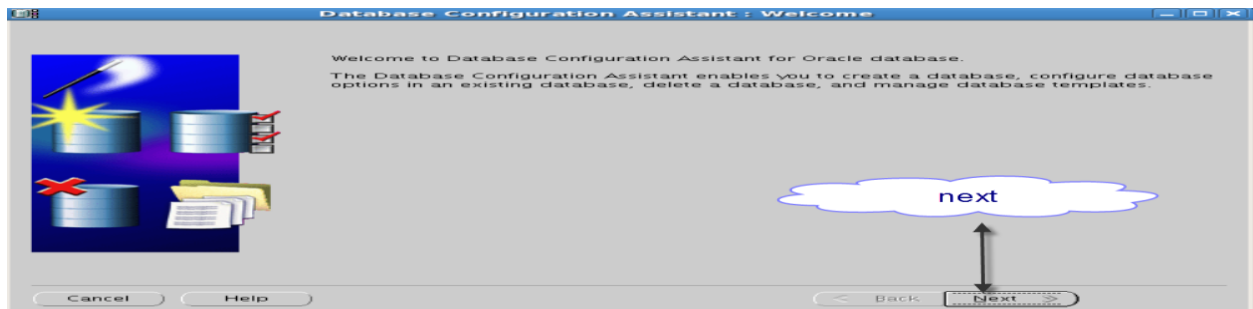 Database Configuration Assistant : Welcome
Welcome to Database Configuration Assistant for Oracle database.
The Database Configuration Assistant enables you to create a database, configure database
options in an existing database, delete a database, and manage database templates.
next
Cancel Help < Back Next >